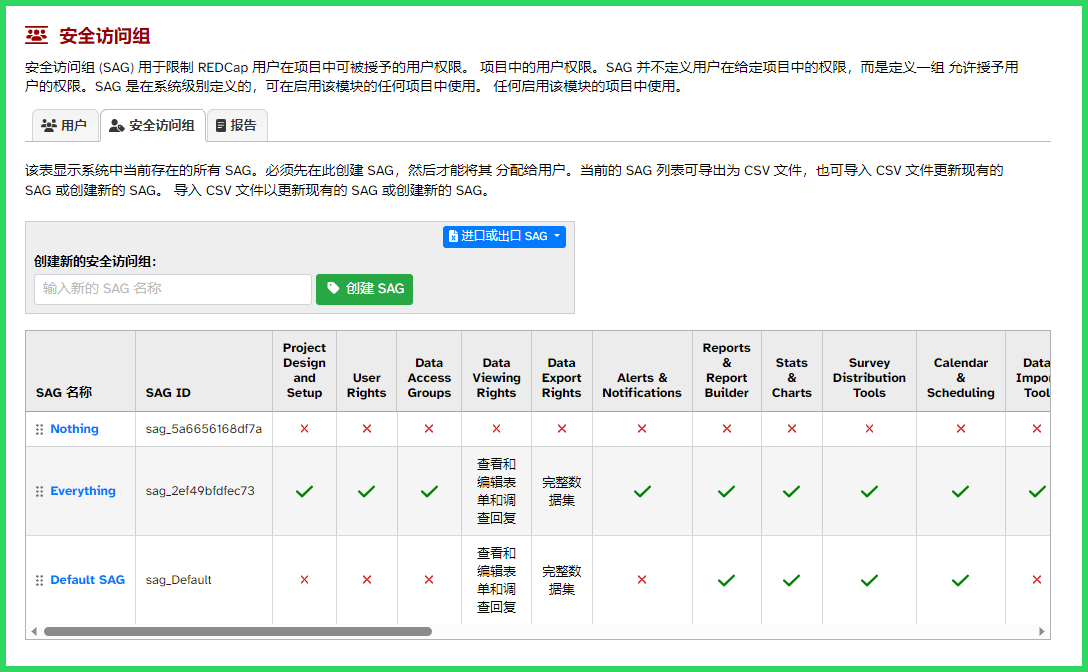 安全访问组
安全访问组 (SAG) 用于限制 REDCap 用户在项目中可被授予的用户权限。 项目中的用户权限。SAG 并不定义用户在给定项目中的权限，而是定义一组 允许授予用
户的权限。SAG 是在系统级别定义的，可在启用该模块的任何项目中使用。 任何启用该模块的项目中使用。
用户
安全访问组
报告
该表显示系统中当前存在的所有 SAG。必须先在此创建 SAG，然后才能将其 分配给用户。当前的 SAG 列表可导出为 CSV 文件，也可导入 CSV 文件更新现有的
SAG 或创建新的 SAG。 导入 CSV 文件以更新现有的 SAG 或创建新的 SAG。
进口或出口 SAG
创建新的安全访问组：
输入新的 SAG 名称
创建 SAG
SAG 名称
SAG ID
Project
Design
and
Setup
User
Rights
Data
Access
Groups
Data
Viewing
Rights
Data
Export
Rights
Alerts &
Notifications
Reports
&
Report
Builder
Stats
&
Charts
Survey
Distribution
Tools
Calendar
&
Scheduling
Data
Impor
Tool
Nothing
sag_5a6656168df7a
Everything
sag_2ef49bfdfec73
查看和
编辑表
单和调
查回复
完整数
据集
Default SAG
sag_Default
查看和
编辑表
单和调
查回复
完整数
据集